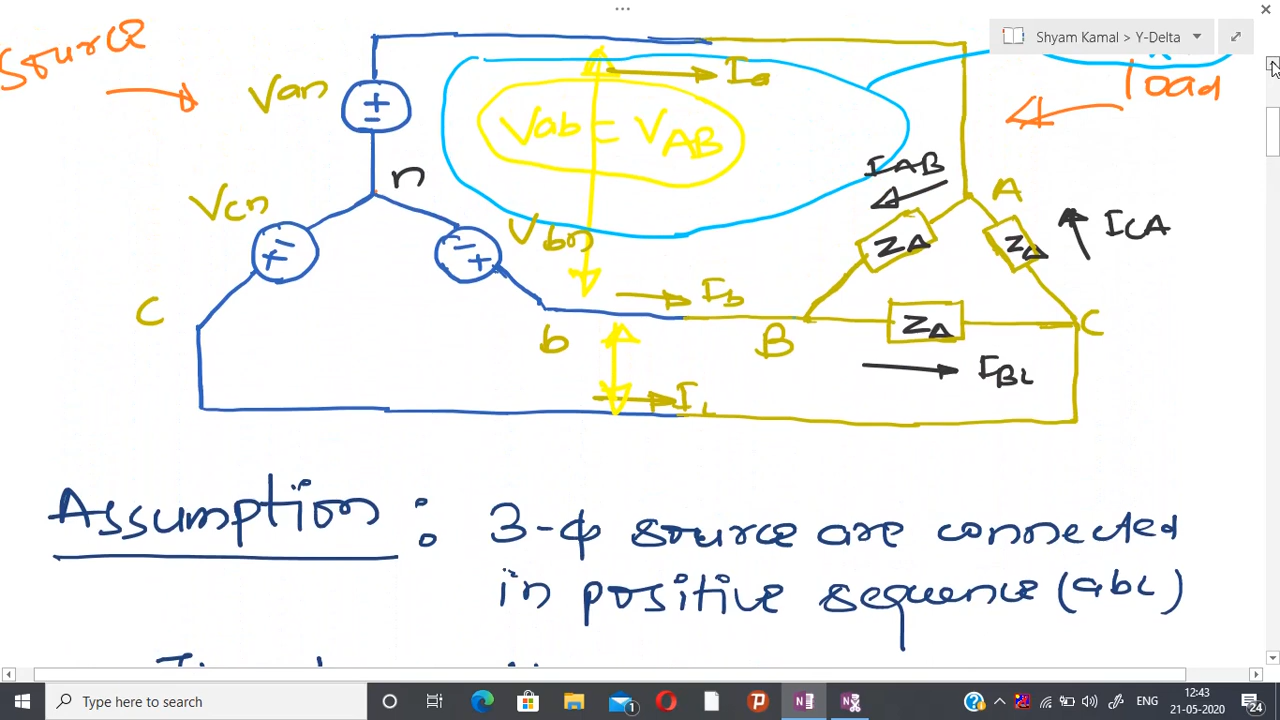 Shyam Kamal > Y-Delta
Source
load
Van
+
-
Ia
Vab = VAB
n
IAB
A
ICA
Vcn
Vbn
-
+
-
+
ZΔ
ZΔ
C
Ib
b
B
ZΔ
C
IBC
Ic
Assumption : 3-ϕ source are connected
in positive sequence (abc)
Type here to search
1
ENG
12:43
21-05-2020
24